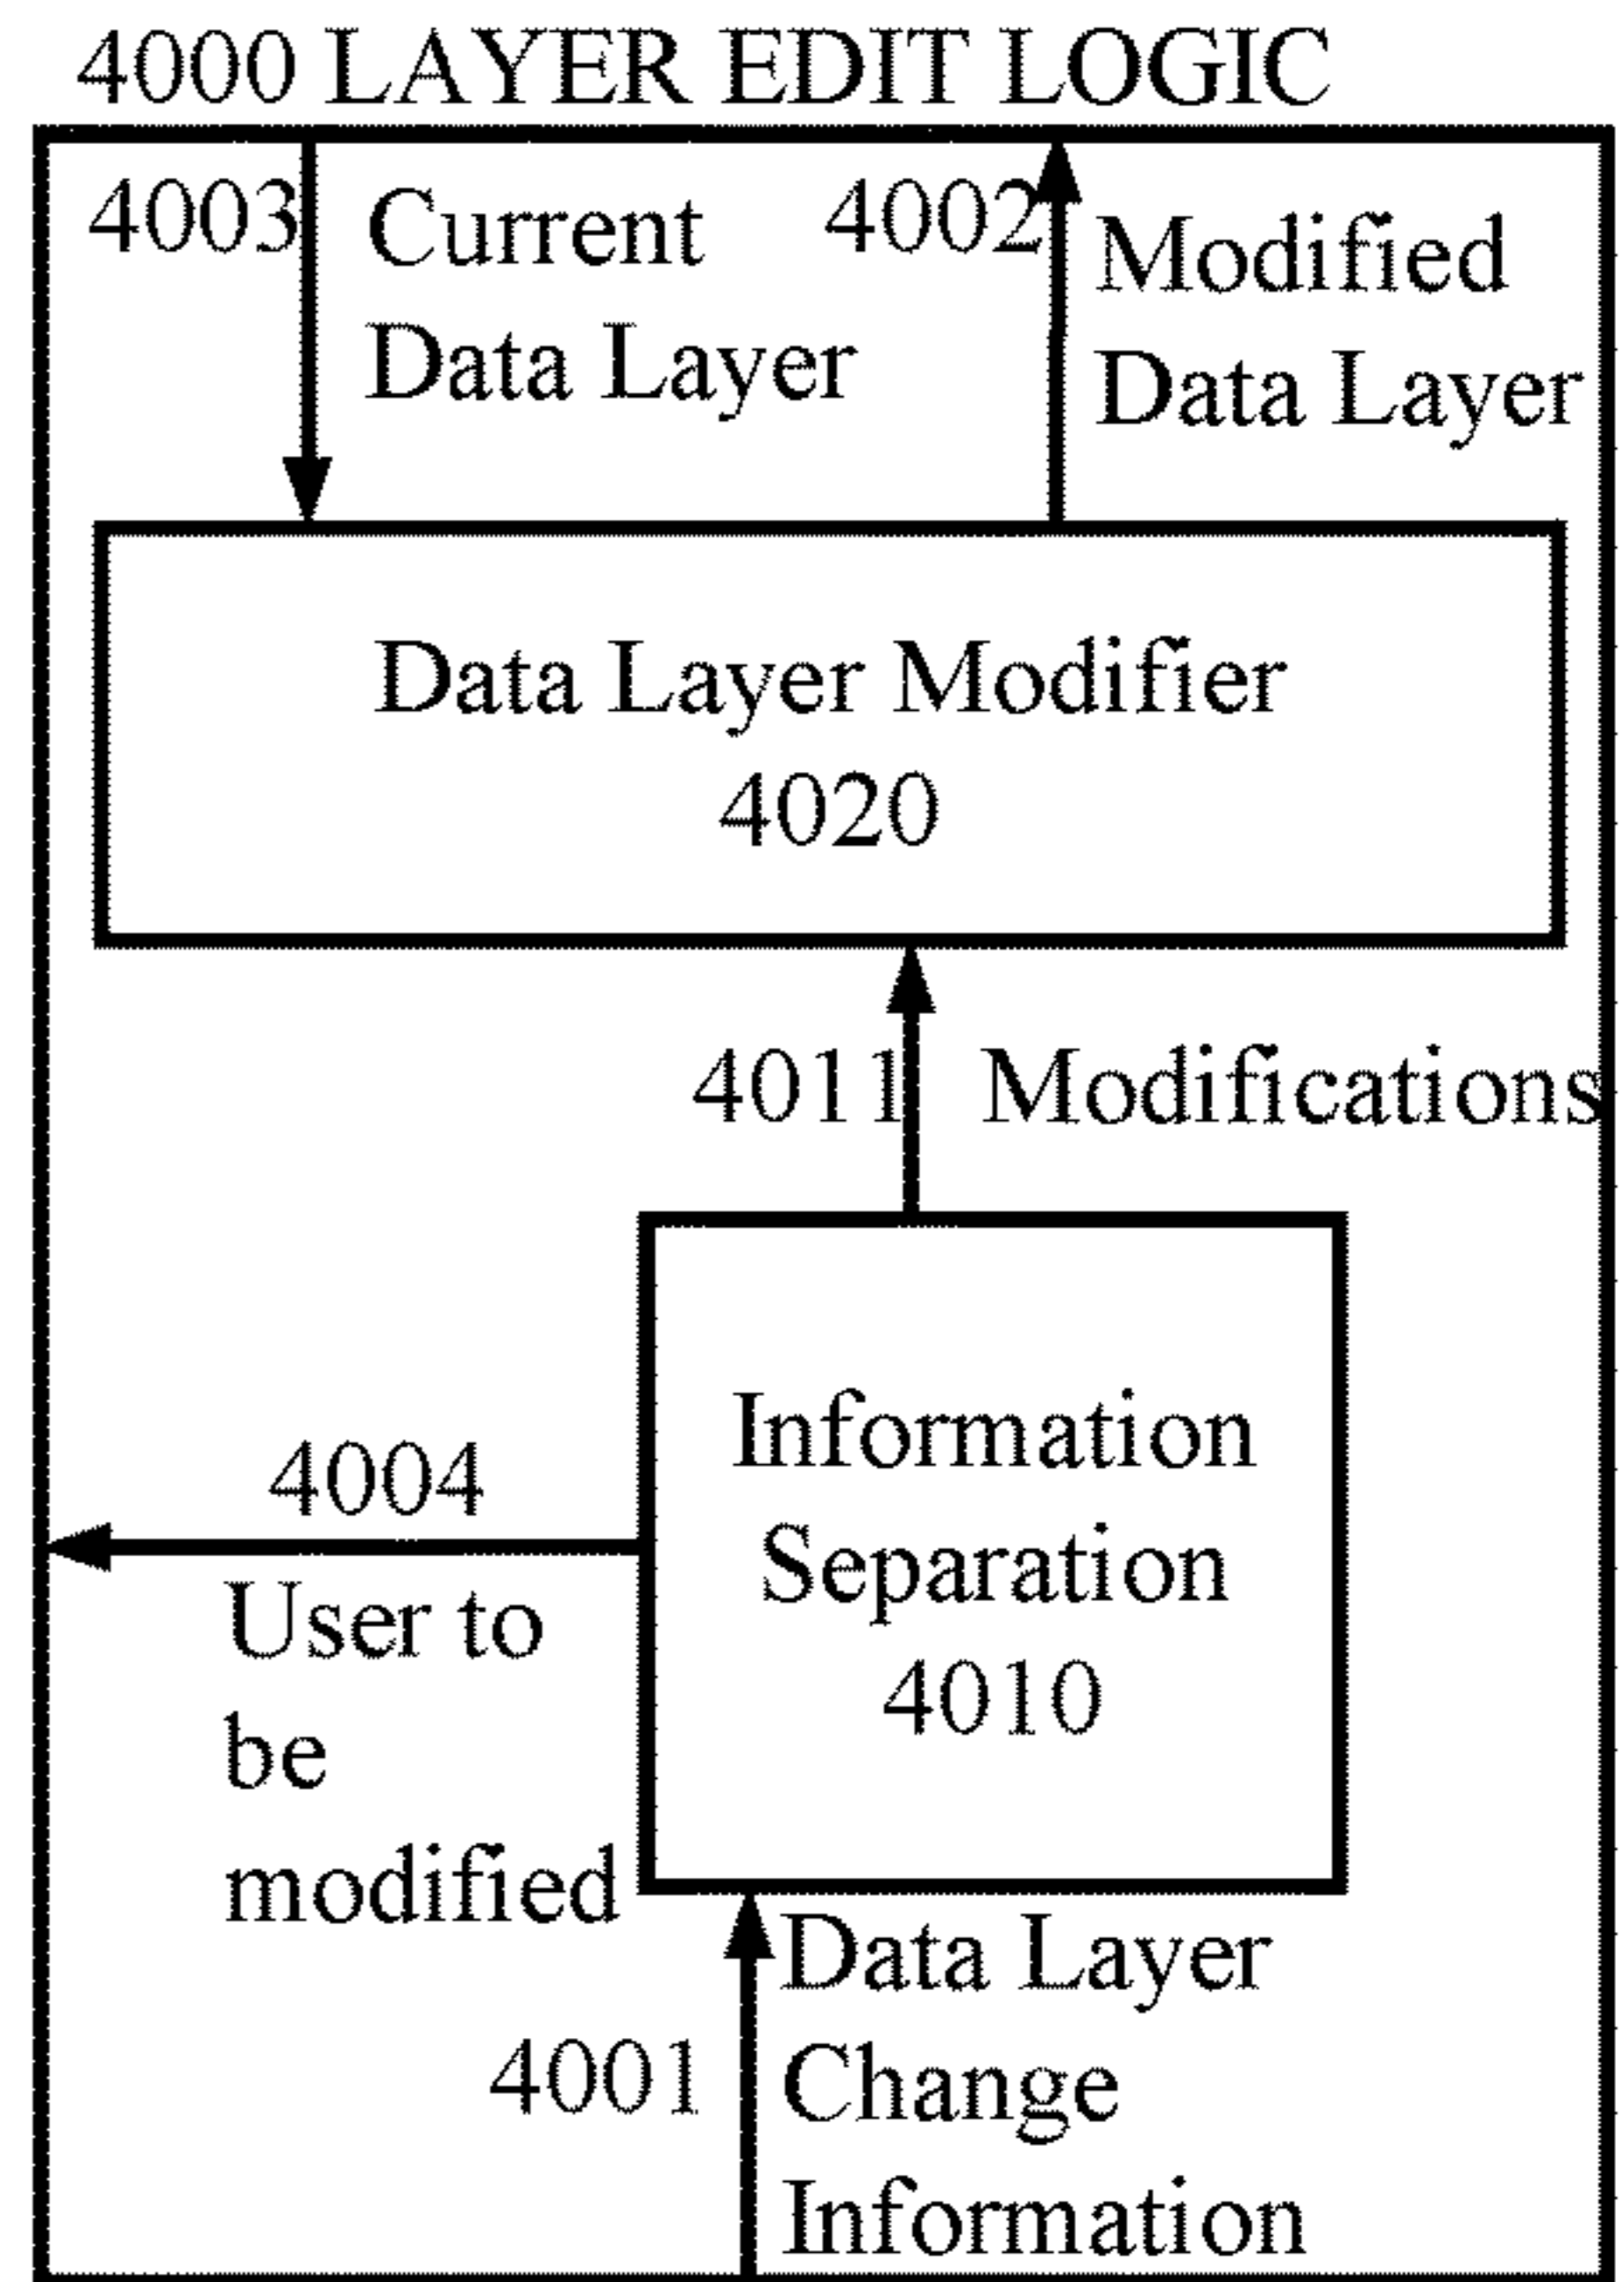 4000 LAYER EDIT LOGIC
4003
Current
Data Layer
4002
Modified
Data Layer
Data Layer Modifier
4020
4011
Modifications
Information
Separation
4010
4004
User to
be
modified
4001
Data Layer
Change
Information